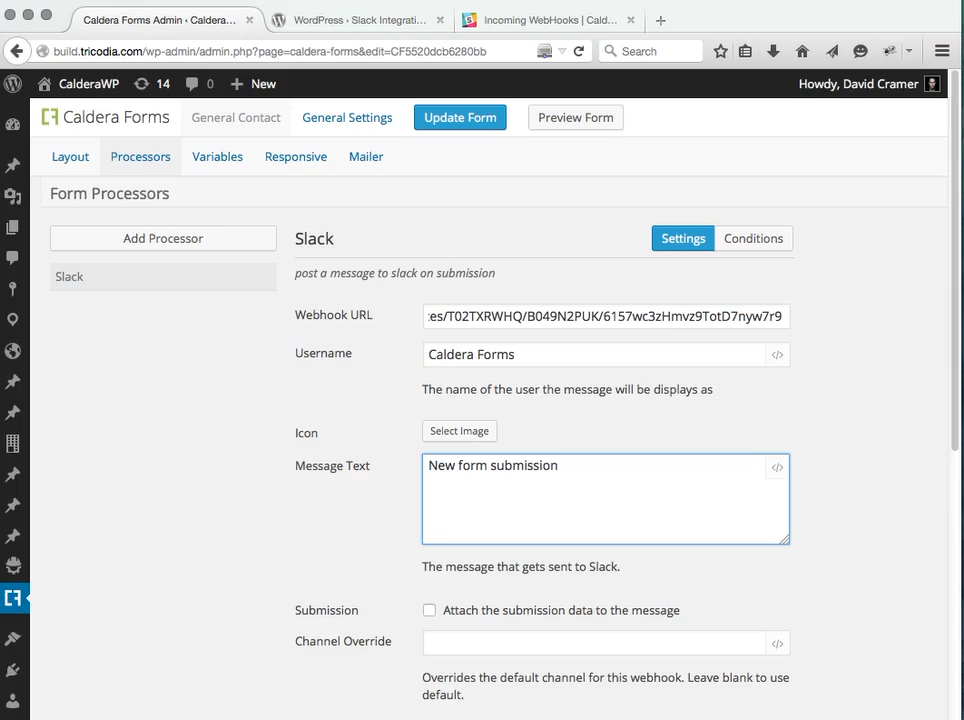 Caldera Forms Admin ‹ Caldera...
WordPress › Slack Integrati...
Incoming WebHooks | Cald...
build.tricodia.com/wp-admin/admin.php?page=caldera-forms&edit=CF5520dcb6280bb
Search
CalderaWP
14
0
New
Howdy, David Cramer
Caldera Forms
General Contact
General Settings
Update Form
Preview Form
Layout
Processors
Variables
Responsive
Mailer
Form Processors
Add Processor
Slack
Settings
Conditions
Slack
post a message to slack on submission
Webhook URL
:es/T02TXRWHQ/B049N2PUK/6157wc3zHmvz9TotD7nyw7r9
Username
Caldera Forms
</>
The name of the user the message will be displays as
Icon
Select Image
Message Text
New form submission
</>
The message that gets sent to Slack.
Submission
Attach the submission data to the message
Channel Override
</>
Overrides the default channel for this webhook. Leave blank to use
default.